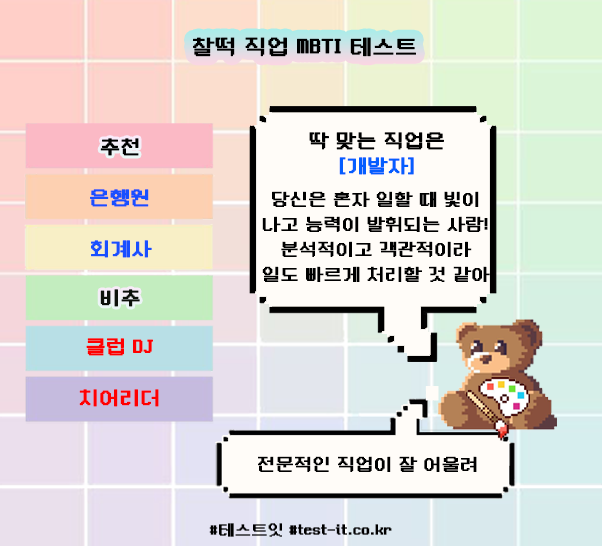 찰떡 직업 MBTI 테스트
추천
은행원
회계사
비추
클럽 DJ
치어리더
딱 맞는 직업은
[개발자]
당신은 혼자 일할 때 빛이
나고 능력이 발휘되는 사람!
분석적이고 객관적이라
일도 빠르게 처리할 것 같아
전문적인 직업이 잘 어울려
#테스트잇 #test-it.co.kr